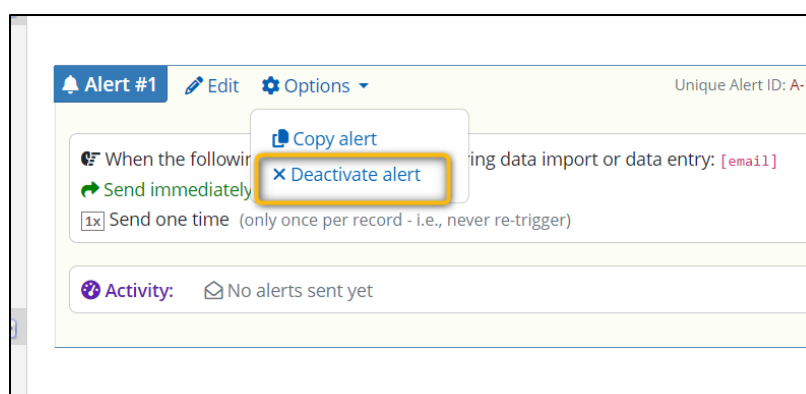 Alert #1 Edit Options Unique Alert ID: A-
Copy alert
When the followin ring data import or data entry: [email]
Deactivate alert
Send immediately
1x Send one time (only once per record - i.e., never re-trigger)
Activity: No alerts sent yet